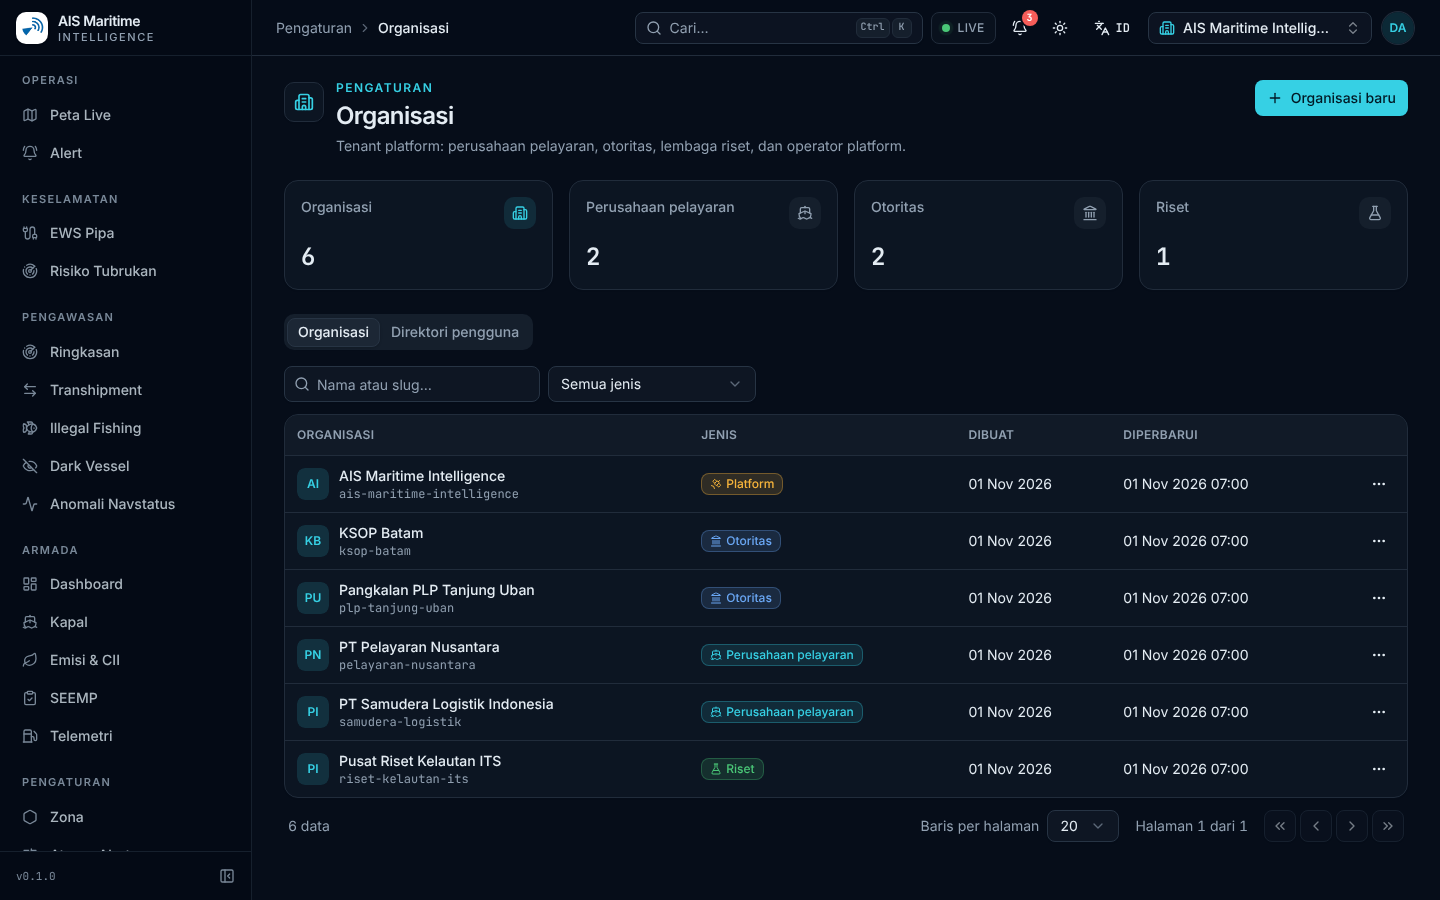 AIS Maritime
INTELLIGENCE
OPERASI
Peta Live
Alert
KESELAMATAN
EWS Pipa
Risiko Tubrukan
PENGAWASAN
Ringkasan
Transhipment
Illegal Fishing
Dark Vessel
Anomali Navstatus
ARMADA
Dashboard
Kapal
Emisi & CII
SEEMP
Telemetri
PENGATURAN
Zona
v0.1.0
Pengaturan > Organisasi
Cari... Ctrl K
LIVE
3
ID
AIS Maritime Intellig...
DA
PENGATURAN
Organisasi
Tenant platform: perusahaan pelayaran, otoritas, lembaga riset, dan operator platform.
+ Organisasi baru
Organisasi
6
Perusahaan pelayaran
2
Otoritas
2
Riset
1
Organisasi Direktori pengguna
Nama atau slug... Semua jenis
ORGANISASI JENIS DIBUAT DIPERBARUI
AI AIS Maritime Intelligence Platform 01 Nov 2026 01 Nov 2026 07:00
ais-maritime-intelligence
KB KSOP Batam Otoritas 01 Nov 2026 01 Nov 2026 07:00
ksop-batam
PU Pangkalan PLP Tanjung Uban Otoritas 01 Nov 2026 01 Nov 2026 07:00
plp-tanjung-uban
PN PT Pelayaran Nusantara Perusahaan pelayaran 01 Nov 2026 01 Nov 2026 07:00
pelayaran-nusantara
PI PT Samudera Logistik Indonesia Perusahaan pelayaran 01 Nov 2026 01 Nov 2026 07:00
samudera-logistik
PI Pusat Riset Kelautan ITS Riset 01 Nov 2026 01 Nov 2026 07:00
riset-kelautan-its
6 data Baris per halaman 20 Halaman 1 dari 1